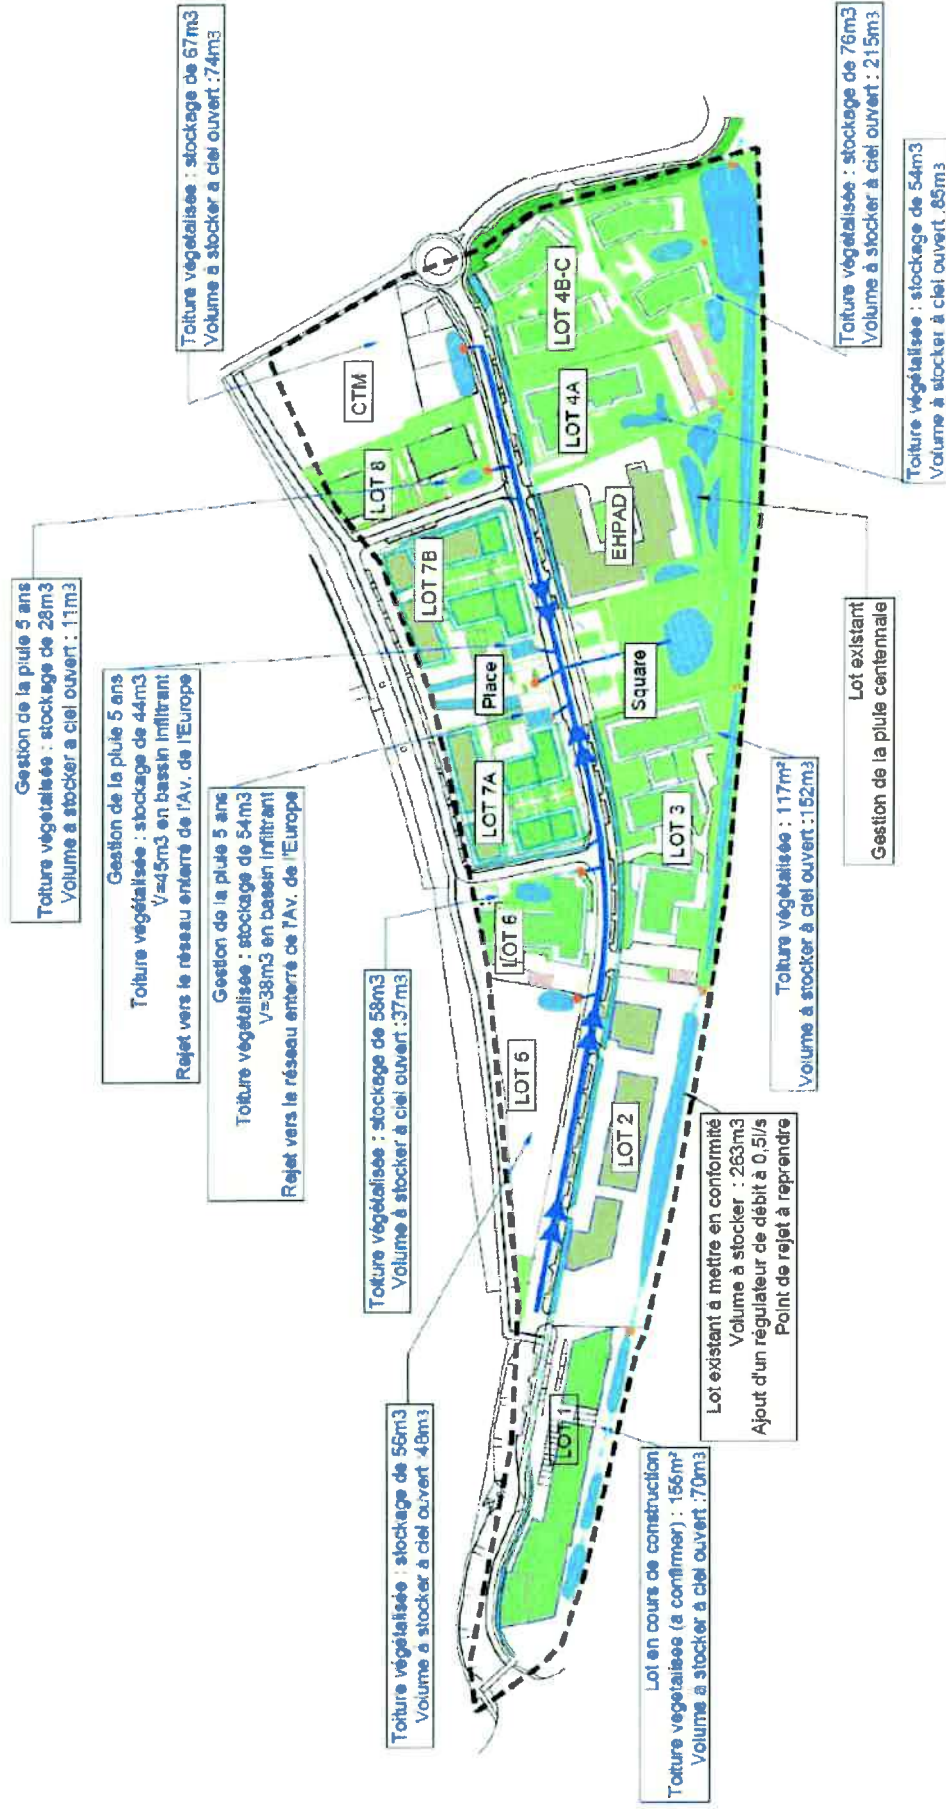 Toiture végétalisée : stockage de 56m3
Volume à stocker à ciel ouvert :48m3
Toiture végétalisée : stockage de 58m3
Volume à stocker à ciel ouvert :37m3
Gestion de la pluie 5 ans
Toiture végétalisée : stockage de 54m3
V=38m3 en bassin infiltrant
Rejet vers le réseau enterré de l'Av. de l'Europe
Gestion de la pluie 5 ans
Toiture végétalisée : stockage de 44m3
V=45m3 en bassin infiltrant
Rejet vers le réseau enterré de l'Av. de l'Europe
Gestion de la pluie 5 ans
Toiture végétalisée : stockage de 28m3
Volume à stocker à ciel ouvert : 11m3
Toiture végétalisée : stockage de 67m3
Volume à stocker à ciel ouvert :74m3
LOT 1
LOT 2
LOT 5
LOT 6
LOT 7A
Place
LOT 7B
LOT 8
CTM
LOT 3
Square
EHPAD
LOT 4A
LOT 4B-C
Lot en cours de construction
Toiture végétalisée (à confirmer) : 156m²
Volume à stocker à ciel ouvert :70m3
Lot existant à mettre en conformité
Volume à stocker : 263m3
Ajout d'un régulateur de débit à 0,5l/s
Point de rejet à reprendre
Toiture végétalisée : 117m²
Volume à stocker à ciel ouvert :152m3
Lot existant
Gestion de la pluie centennale
Toiture végétalisée : stockage de 54m3
Volume à stocker à ciel ouvert :85m3
Toiture végétalisée : stockage de 76m3
Volume à stocker à ciel ouvert : 215m3